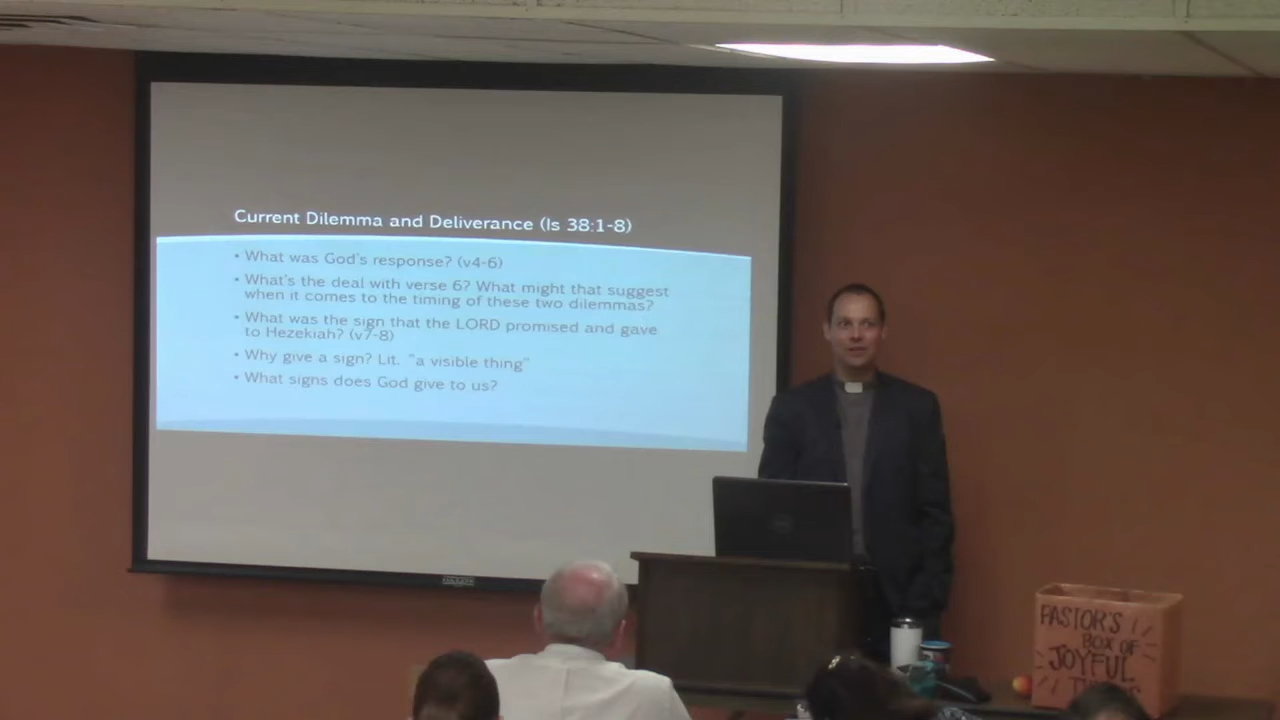 Current Dilemma and Deliverance (Is 38:1-8)
• What was God's response? (v4-6)
• What's the deal with verse 6? What might that suggest
when it comes to the timing of these two dilemmas?
• What was the sign that the LORD promised and gave
to Hezekiah? (v7-8)
• Why give a sign? Lit. "a visible thing"
• What signs does God give to us?
PASTOR'S
BOX OF
JOYFUL